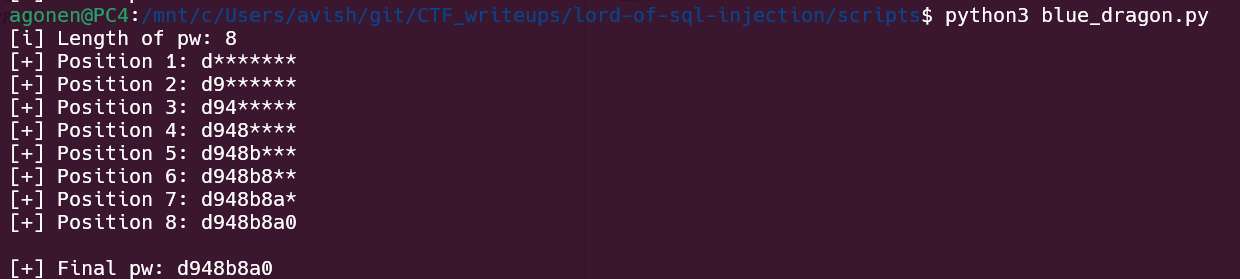 agonen@PC4:/mnt/c/Users/avish/git/CTF_writeups/lord-of-sql-injection/scripts$ python3 blue_dragon.py
[i] Length of pw: 8
[+] Position 1: d*******
[+] Position 2: d9******
[+] Position 3: d94*****
[+] Position 4: d948****
[+] Position 5: d948b***
[+] Position 6: d948b8**
[+] Position 7: d948b8a*
[+] Position 8: d948b8a0

[+] Final pw: d948b8a0